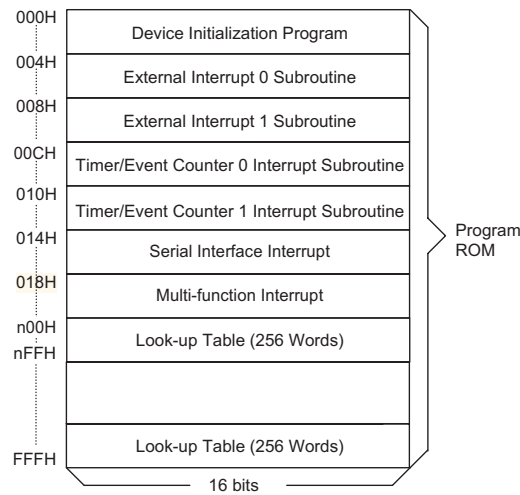 000H
Device Initialization Program
004H
External Interrupt 0 Subroutine
008H
External Interrupt 1 Subroutine
00CH
Timer/Event Counter 0 Interrupt Subroutine
010H
Timer/Event Counter 1 Interrupt Subroutine
014H
Serial Interface Interrupt
018H
Multi-function Interrupt
n00H
Look-up Table (256 Words)
nFFH
Look-up Table (256 Words)
FFFH
16 bits
Program
ROM